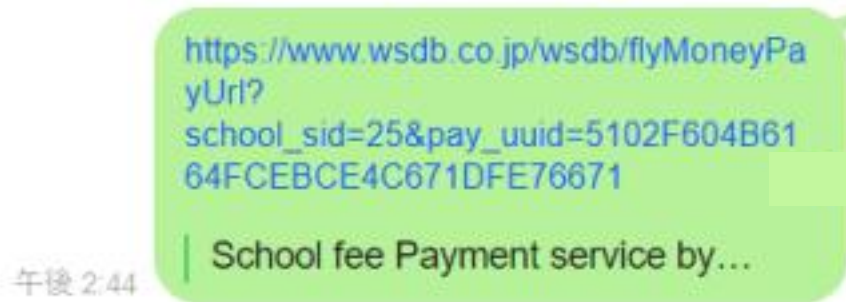 https://www.wsdb.co.jp/wsdb/flyMoneyPa
yUrl?
school_sid=25&pay_uuid=5102F604B61
64FCEBCE4C671DFE76671
School fee Payment service by…
午後 2:44